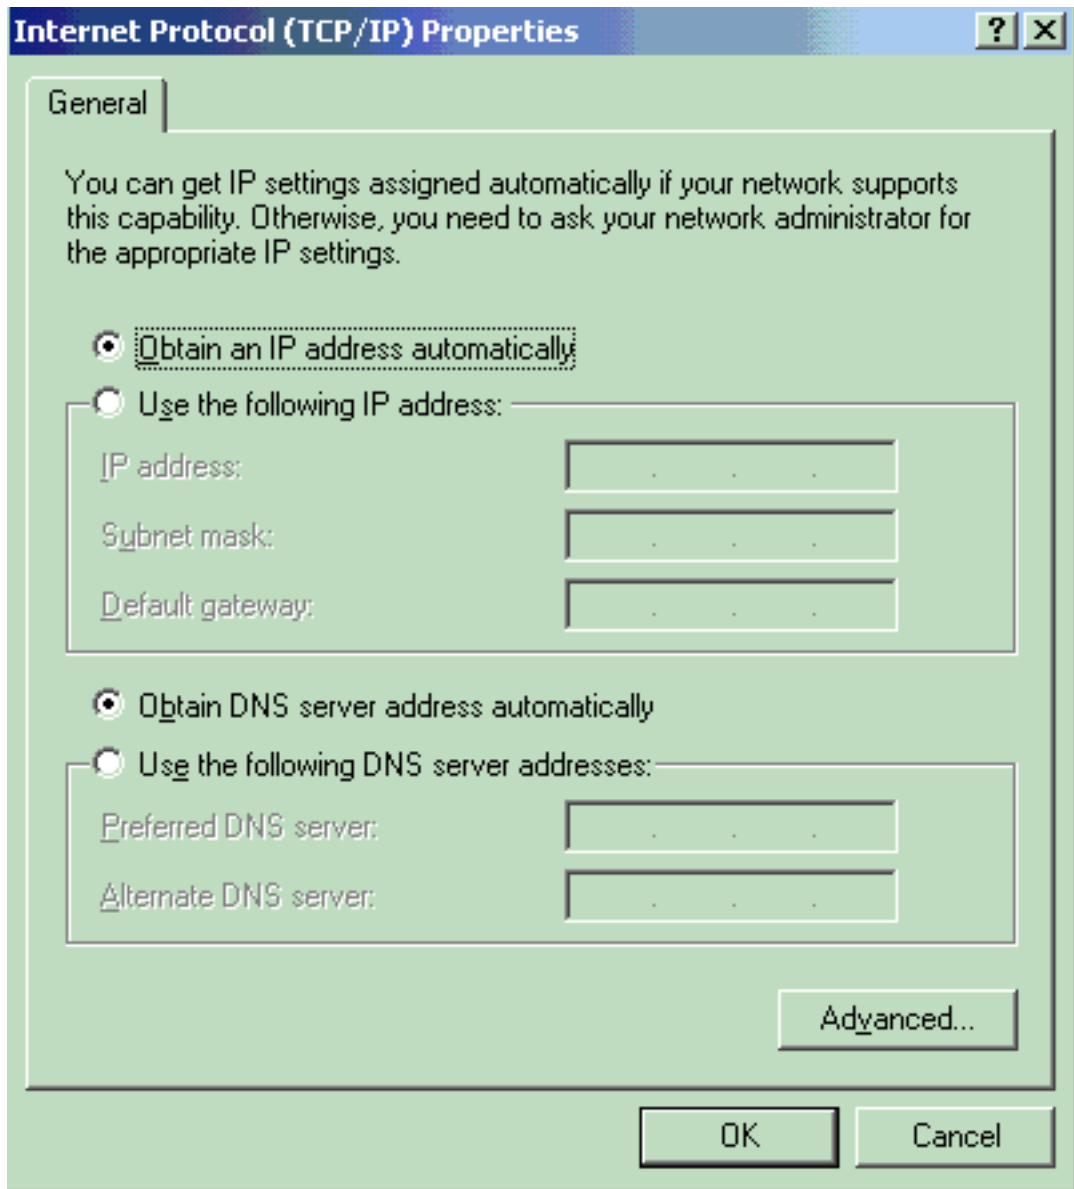 Internet Protocol (TCP/IP) Properties
General
You can get IP settings assigned automatically if your network supports
this capability. Otherwise, you need to ask your network administrator for
the appropriate IP settings.
Obtain an IP address automatically
Use the following IP address:
IP address:
Subnet mask:
Default gateway:
Obtain DNS server address automatically
Use the following DNS server addresses:
Preferred DNS server:
Alternate DNS server:
Advanced...
OK Cancel